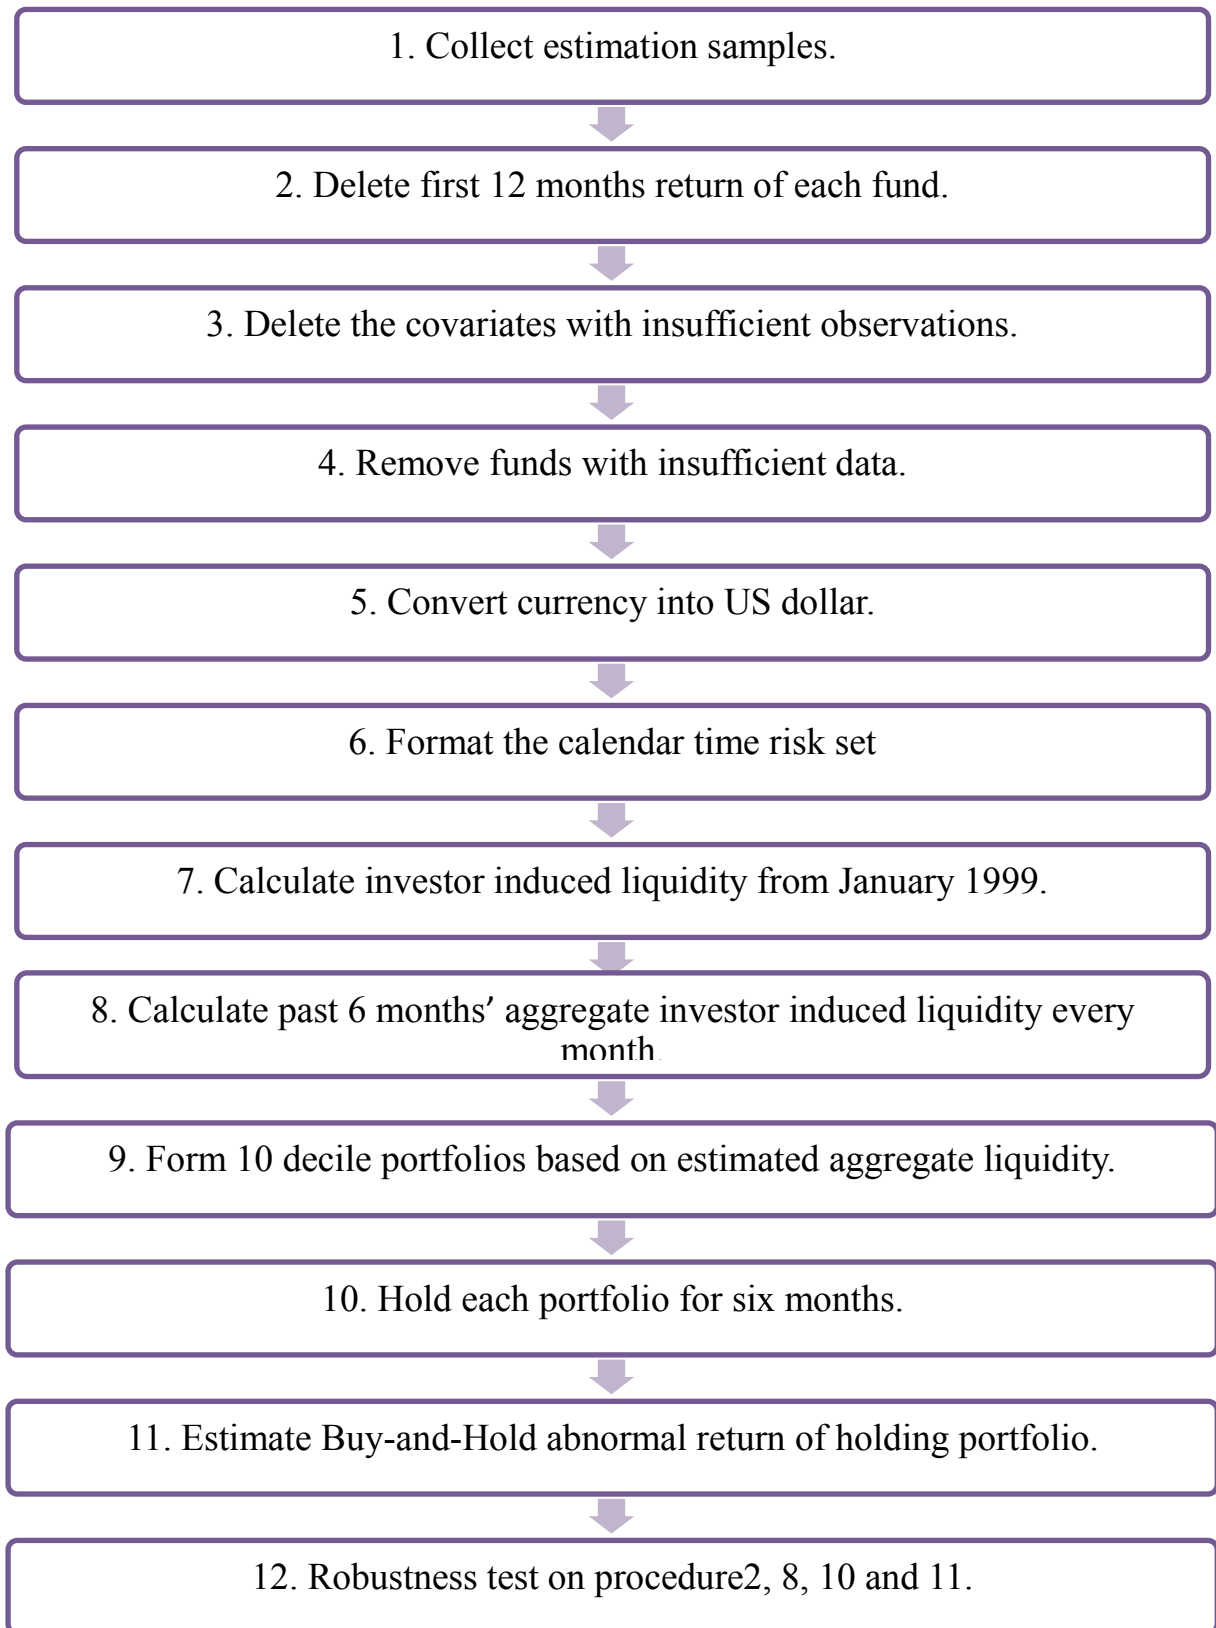 1. Collect estimation samples.
2. Delete first 12 months return of each fund.
3. Delete the covariates with insufficient observations.
4. Remove funds with insufficient data.
5. Convert currency into US dollar.
6. Format the calendar time risk set
7. Calculate investor induced liquidity from January 1999.
8. Calculate past 6 months’ aggregate investor induced liquidity every
month.
9. Form 10 decile portfolios based on estimated aggregate liquidity.
10. Hold each portfolio for six months.
11. Estimate Buy-and-Hold abnormal return of holding portfolio.
12. Robustness test on procedure2, 8, 10 and 11.